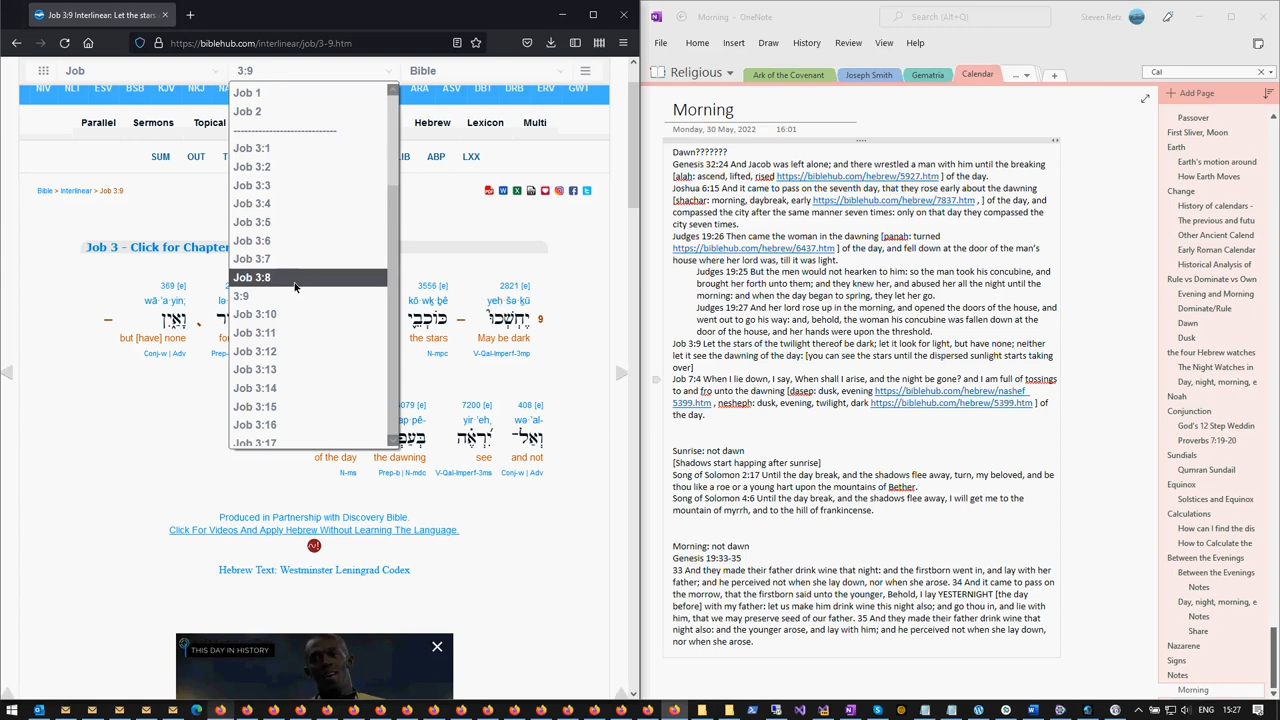 Job 3:9 Interlinear: Let the stars
https://biblehub.com/interlinear/job/3-9.htm
Job
3:9
Bible
NIV NLT ESV BSB KJV NKJ NA ARA ASV DBT DRB ERV GWT
Parallel Sermons Topical Hebrew Lexicon Multi
SUM OUT LIB ABP LXX
Bible > Interlinear > Job 3:9
Job 3 - Click for Chapter
Job 1
Job 2
Job 3:1
Job 3:2
Job 3:3
Job 3:4
Job 3:5
Job 3:6
Job 3:7
Job 3:8
3:9
Job 3:10
Job 3:11
Job 3:12
Job 3:13
Job 3:14
Job 3:15
Job 3:16
Job 3:17
369 [e] 3556 [e] 2821 [e]
wā·’a·yin; kō·wḵ·ḇê yeh·šə·ḵū
– וָאַ֑יִן כּוֹכְבֵ֪י – יֶחְשְׁכוּ֮ 9
but [have] none the stars May be dark
Conj-w | Adv Prep- N-mpc V-Qal-Imperf-3mp
6079 [e] 7200 [e] 408 [e]
yir·’eh, wə·’al-
יִ֝רְאֶ֗ה וְאַל־
of the day the dawning see and not
N-ms Prep-b | N-mdc V-Qal-Imperf-3ms Conj-w | Adv
Produced in Partnership with Discovery Bible.
Click For Videos And Apply Hebrew Without Learning The Language.
Hebrew Text: Westminster Leningrad Codex
THIS DAY IN HISTORY
Morning - OneNote
Search (Alt+Q)
Steven Retz
File Home Insert Draw History Review View Help
Religious
Ark of the Covenant Joseph Smith Gematria Calendar
Cal
Morning
Monday, 30 May, 2022 16:01
Dawn???????
Genesis 32:24 And Jacob was left alone; and there wrestled a man with him until the breaking
[alah: ascend, lifted, rised https://biblehub.com/hebrew/5927.htm ] of the day.
Joshua 6:15 And it came to pass on the seventh day, that they rose early about the dawning
[shachar: morning, daybreak, early https://biblehub.com/hebrew/7837.htm , ] of the day, and
compassed the city after the same manner seven times: only on that day they compassed the
city seven times.
Judges 19:26 Then came the woman in the dawning [panah: turned
https://biblehub.com/hebrew/6437.htm ] of the day, and fell down at the door of the man's
house where her lord was, till it was light.
Judges 19:25 But the men would not hearken to him: so the man took his concubine, and
brought her forth unto them; and they knew her, and abused her all the night until the
morning: and when the day began to spring, they let her go.
Judges 19:27 And her lord rose up in the morning, and opened the doors of the house, and
went out to go his way: and, behold, the woman his concubine was fallen down at the
door of the house, and her hands were upon the threshold.
Job 3:9 Let the stars of the twilight thereof be dark; let it look for light, but have none; neither
let it see the dawning of the day: [you can see the stars until the dispersed sunlight starts taking
over]
Job 7:4 When I lie down, I say, When shall I arise, and the night be gone? and I am full of tossings
to and fro unto the dawning [dasep: dusk, evening https://biblehub.com/hebrew/nashef_
5399.htm , nesheph: dusk, evening, twilight, dark https://biblehub.com/hebrew/5399.htm ] of
the day.
Sunrise: not dawn
[Shadows start happening after sunrise]
Song of Solomon 2:17 Until the day break, and the shadows flee away, turn, my beloved, and be
thou like a roe or a young hart upon the mountains of Bether.
Song of Solomon 4:6 Until the day break, and the shadows flee away, I will get me to the
mountain of myrrh, and to the hill of frankincense.
Morning: not dawn
Genesis 19:33-35
33 And they made their father drink wine that night: and the firstborn went in, and lay with her
father; and he perceived not when she lay down, nor when she arose. 34 And it came to pass on
the morrow, that the firstborn said unto the younger, Behold, I lay YESTERNIGHT [the day
before] with my father: let us make him drink wine this night also; and go thou in, and lie with
him, that we may preserve seed of our father. 35 And they made their father drink wine that
night also: and the younger arose, and lay with him; and he perceived not when she lay down,
nor when she arose.
Add Page
Passover
First Sliver, Moon
Earth
Earth's motion around
How Earth Moves
Change
History of calendars -
The previous and futu
Other Ancient Calend
Early Roman Calendar
Historical Analysis of
Rule vs Dominate vs Own
Evening and Morning
Dominate/Rule
Dawn
Dusk
the four Hebrew watches
The Night Watches in
Day, night, morning, e
Noah
Conjunction
God's 12 Step Weddin
Proverbs 7:19-20
Sundials
Qumran Sundail
Equinox
Solstices and Equinox
Calculations
How can I find the dis
How to Calculate the
Between the Evenings
Between the Evenings
Notes
Day, night, morning, e
Notes
Share
Nazarene
Signs
Notes
Morning
ENG 15:27